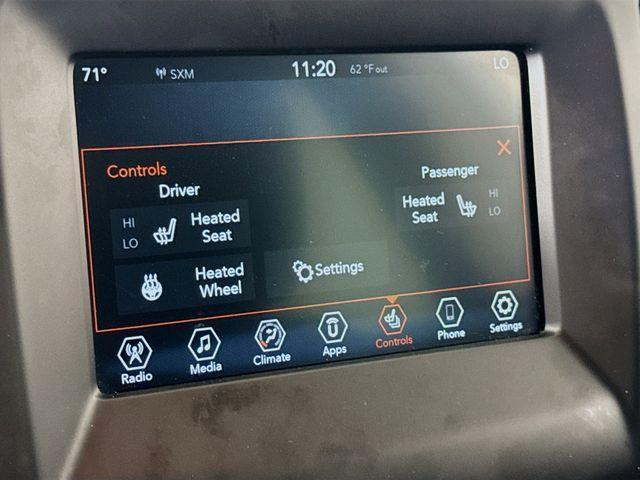 71° SXM 11:20 62 °F out LO
Controls
Driver
Passenger
HI
LO
Heated
Seat
Heated
Seat
HI
LO
Heated
Wheel
Settings
Radio Media Climate Apps Controls Phone Settings